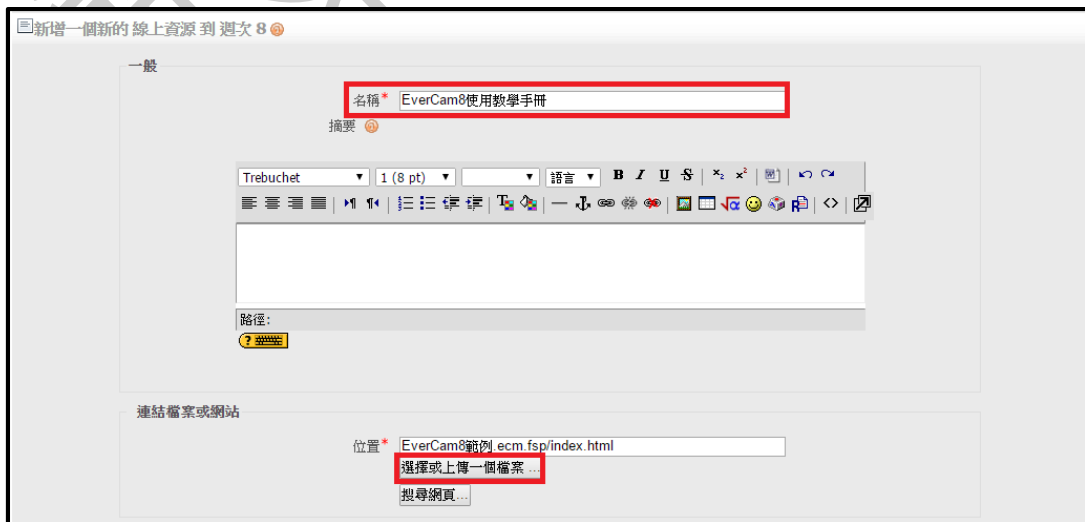 新增一個新的 線上資源 到 週次 8
一般
名稱* EverCam8使用教學手冊
摘要
Trebuchet 1 (8 pt) 語言 B I U S x₂ x²
路徑:
?
連結檔案或網站
位置* EverCam8範例.ecm.fsp/index.html
選擇或上傳一個檔案 ...
搜尋網頁...